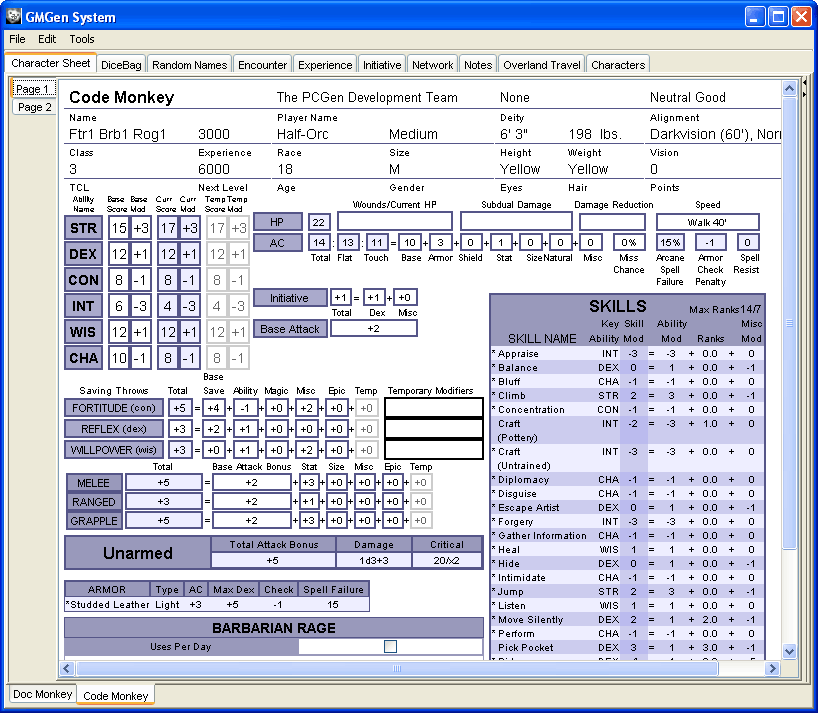 GMGen System
File Edit Tools
Character Sheet DiceBag Random Names Encounter Experience Initiative Network Notes Overland Travel Characters
Page 1
Page 2
Code Monkey The PCGen Development Team None Neutral Good
Name Player Name Deity Alignment
Ftr1 Brb1 Rog1 3000 Half-Orc Medium 6' 3" 198 lbs. Darkvision (60'), Nor
Class Experience Race Size Height Weight Vision
3 6000 18 M Yellow Yellow 0
TCL Next Level Age Gender Eyes Hair Points
Ability Name Base Score Base Mod Curr Score Curr Mod Temp Score Temp Mod
STR 15 +3 17 +3 17 +3
DEX 12 +1 12 +1 12 +1
CON 8 -1 8 -1 8 -1
INT 6 -3 4 -3 4 -3
WIS 12 +1 12 +1 12 +1
CHA 10 -1 8 -1 8 -1
Wounds/Current HP Subdual Damage Damage Reduction Speed
HP 22 Walk 40'
AC 14 : 13 : 11 = 10 + 3 + 0 + 1 + 0 + 0 + 0 0% 15% -1 0
Total Flat Touch Base Armor Shield Stat Size Natural Misc Miss Chance Arcane Spell Failure Armor Check Penalty Spell Resist
Initiative +1 = +1 + +0
Total Dex Misc
Base Attack +2
Saving Throws Total Base Save Ability Magic Misc Epic Temp Temporary Modifiers
FORTITUDE (con) +5 = +4 + -1 + +0 + +2 + +0 + +0
REFLEX (dex) +3 = +2 + +1 + +0 + +0 + +0 + +0
WILLPOWER (wis) +3 = +0 + +1 + +0 + +2 + +0 + +0
Total Base Attack Bonus Stat Size Misc Epic Temp
MELEE +5 = +2 + +3 + +0 + +0 + +0 + +0
RANGED +3 = +2 + +1 + +0 + +0 + +0 + +0
GRAPPLE +5 = +2 + +3 + +0 + +0 + +0 + +0
Unarmed Total Attack Bonus Damage Critical
+5 1d3+3 20/x2
ARMOR Type AC Max Dex Check Spell Failure
*Studded Leather Light +3 +5 -1 15
BARBARIAN RAGE
Uses Per Day
SKILLS Max Ranks 14/7
SKILL NAME Key Ability Skill Mod Ability Mod Ranks Misc Mod
* Appraise INT -3 = -3 + 0.0 + 0
* Balance DEX 0 = 1 + 0.0 + -1
* Bluff CHA -1 = -1 + 0.0 + 0
* Climb STR 2 = 3 + 0.0 + -1
* Concentration CON -1 = -1 + 0.0 + 0
Craft (Pottery) INT -2 = -3 + 1.0 + 0
* Craft (Untrained) INT -3 = -3 + 0.0 + 0
* Diplomacy CHA -1 = -1 + 0.0 + 0
* Disguise CHA -1 = -1 + 0.0 + 0
* Escape Artist DEX 0 = 1 + 0.0 + -1
* Forgery INT -3 = -3 + 0.0 + 0
* Gather Information CHA -1 = -1 + 0.0 + 0
* Heal WIS 1 = 1 + 0.0 + 0
* Hide DEX 0 = 1 + 0.0 + -1
* Intimidate CHA -1 = -1 + 0.0 + 0
* Jump STR 2 = 3 + 0.0 + -1
* Listen WIS 1 = 1 + 0.0 + 0
* Move Silently DEX 2 = 1 + 2.0 + -1
* Perform CHA -1 = -1 + 0.0 + 0
Pick Pocket DEX 3 = 1 + 3.0 + -1
Doc Monkey Code Monkey